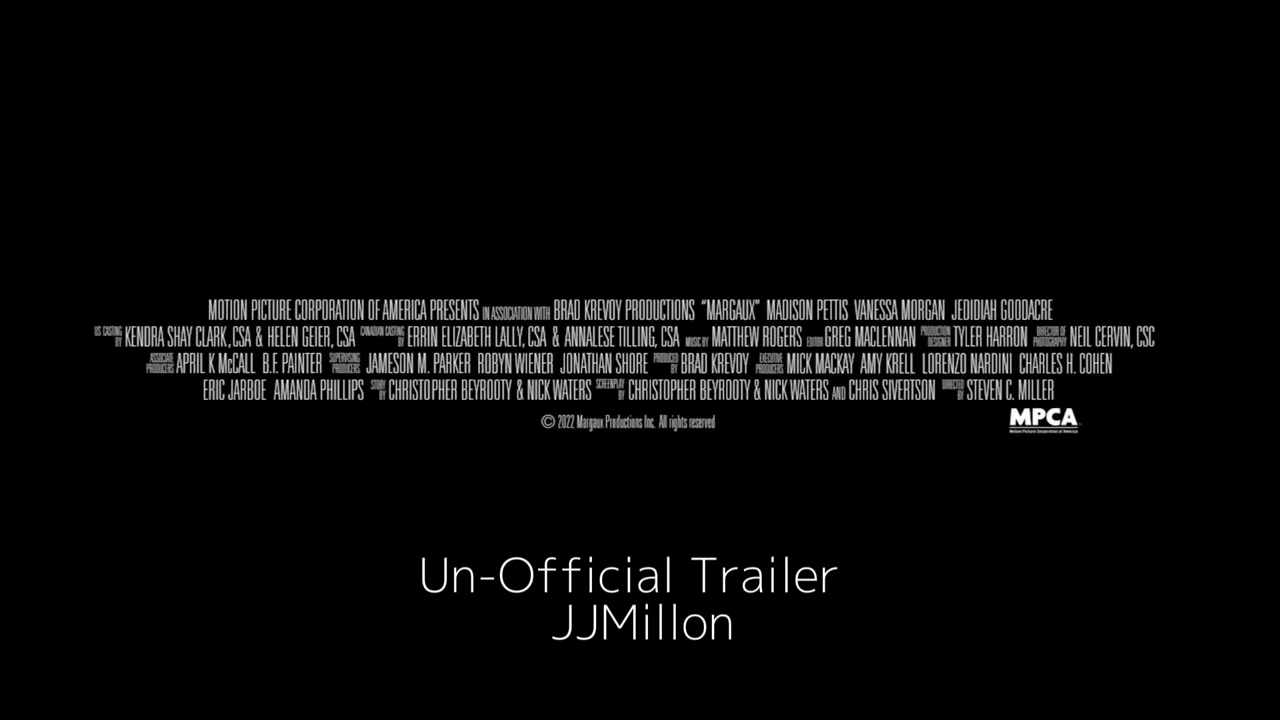 MOTION PICTURE CORPORATION OF AMERICA PRESENTS IN ASSOCIATION WITH BRAD KREVOY PRODUCTIONS "MARGAUX" MADISON PETTIS VANESSA MORGAN JEDIDIAH GOODACRE
US CASTING BY KENDRA SHAY CLARK, CSA & HELEN GEIER, CSA CANADIAN CASTING BY ERRIN ELIZABETH LALLY, CSA & ANNALESE TILLING, CSA MUSIC BY MATTHEW ROGERS EDITOR GREG MACLENNAN PRODUCTION DESIGNER TYLER HARRON DIRECTOR OF PHOTOGRAPHY NEIL CERVIN, CSC
ASSOCIATE PRODUCERS APRIL K McCALL B.F. PAINTER SUPERVISING PRODUCERS JAMESON M. PARKER ROBYN WIENER JONATHAN SHORE PRODUCED BY BRAD KREVOY EXECUTIVE PRODUCERS MICK MACKAY AMY KRELL LORENZO NARDINI CHARLES H. COHEN
ERIC JARBOE AMANDA PHILLIPS STORY BY CHRISTOPHER BEYROOTY & NICK WATERS SCREENPLAY BY CHRISTOPHER BEYROOTY & NICK WATERS AND CHRIS SIVERTSON DIRECTED BY STEVEN C. MILLER
© 2022 Margaux Productions Inc. All rights reserved
MPCA
Motion Picture Corporation of America
Un-Official Trailer
JJMillon